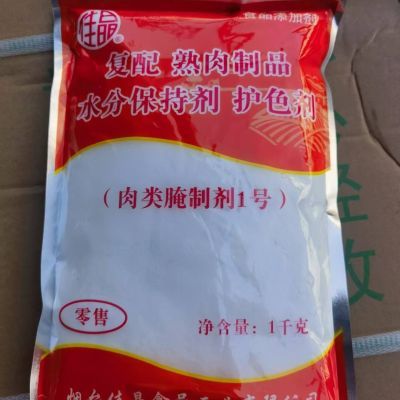 佳晶®
食品添加剂
复配 熟肉制品
水分保持剂 护色剂
(肉类腌制剂1号)
零售
净含量：1千克